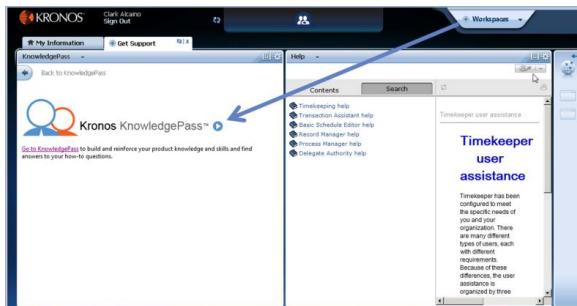 KRONOS
Clark Alcaino
Sign Out
Workspaces
My Information
Get Support
KnowledgePass
Back to KnowledgePass
Kronos KnowledgePass™
Go to KnowledgePass to build and reinforce your product knowledge and skills and find
answers to your how-to questions.
Help
Contents
Search
Timekeeping help
Transaction Assistant help
Basic Schedule Editor help
Record Manager help
Process Manager help
Delegate Authority help
Timekeeper user assistance
Timekeeper
user
assistance
Timekeeper has been
configured to meet
the specific needs of
you and your
organization. There
are many different
types of users, each
with different
requirements.
Because of these
differences, the user
assistance is
organized by three